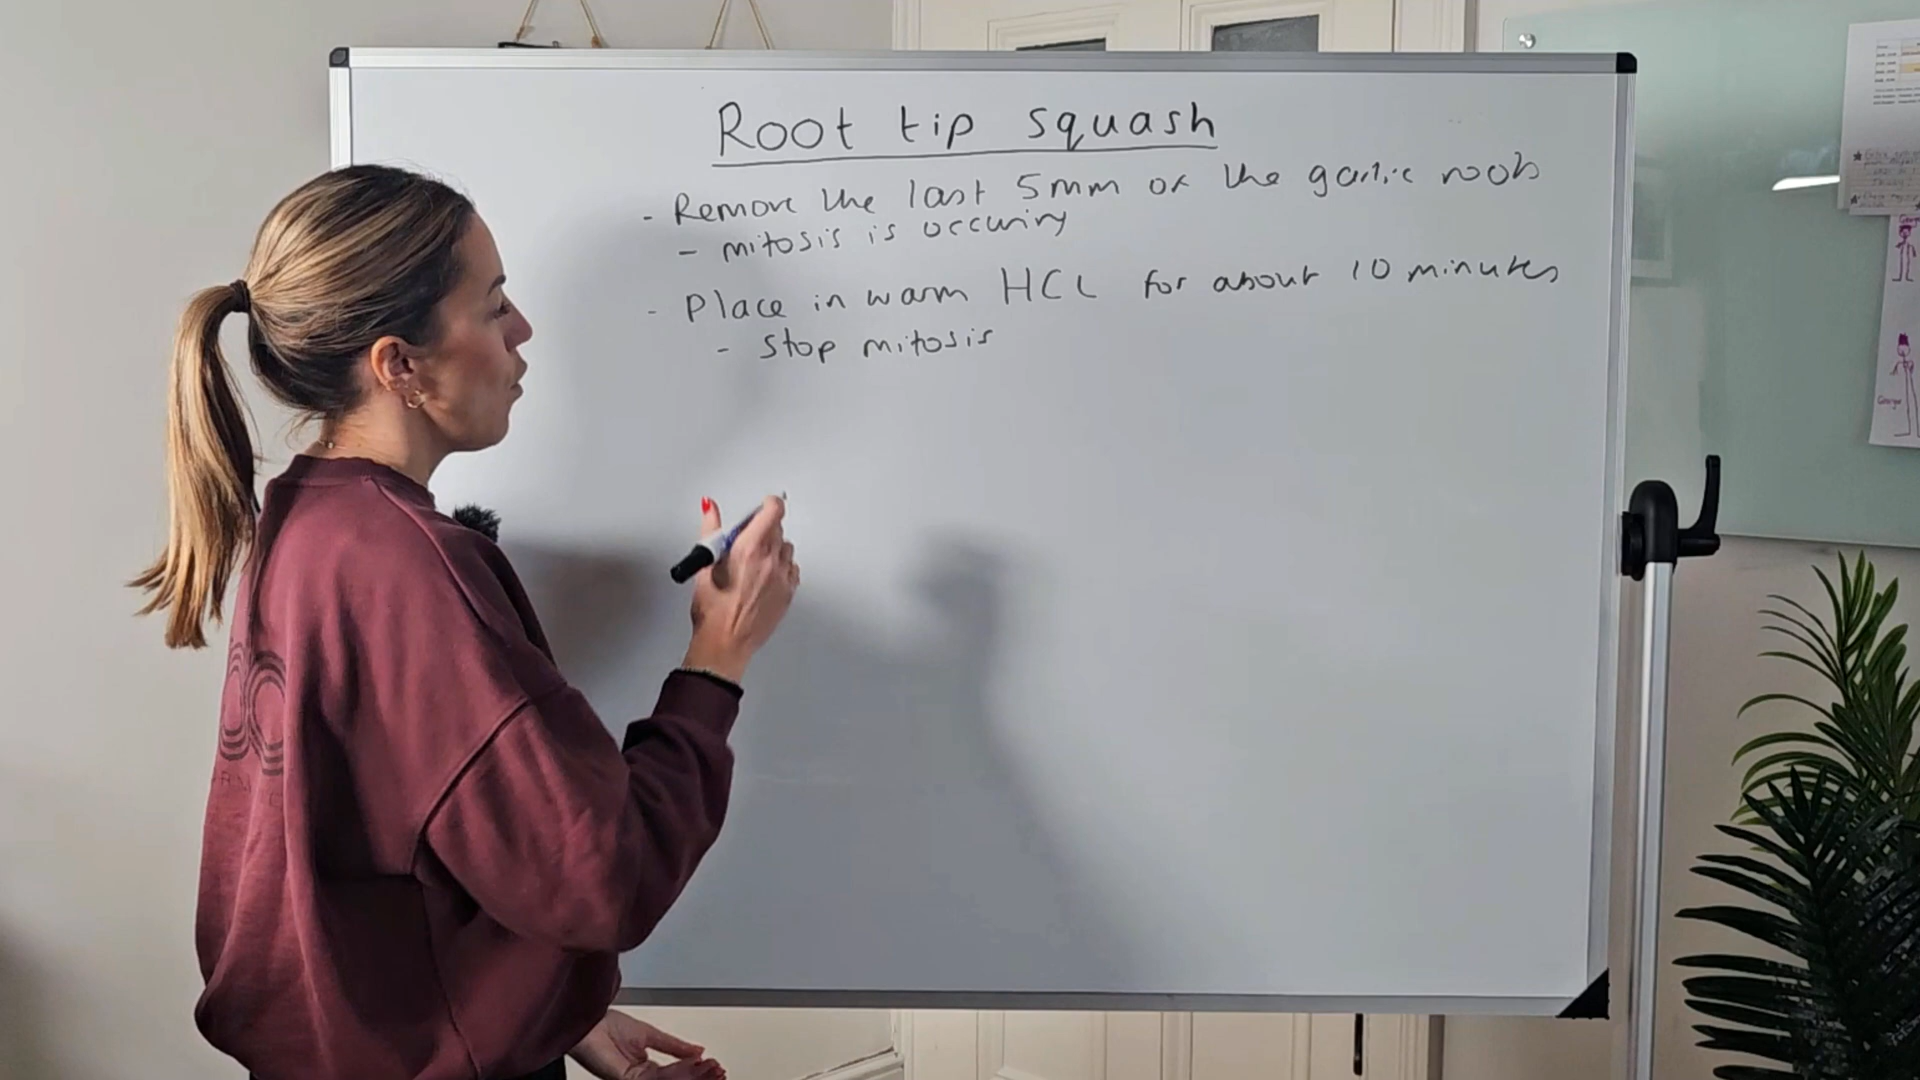 Root tip squash
- Remove the last 5mm of the garlic roots
- mitosis is occuring
- Place in warm HCL for about 10 minutes
- Stop mitosis
George